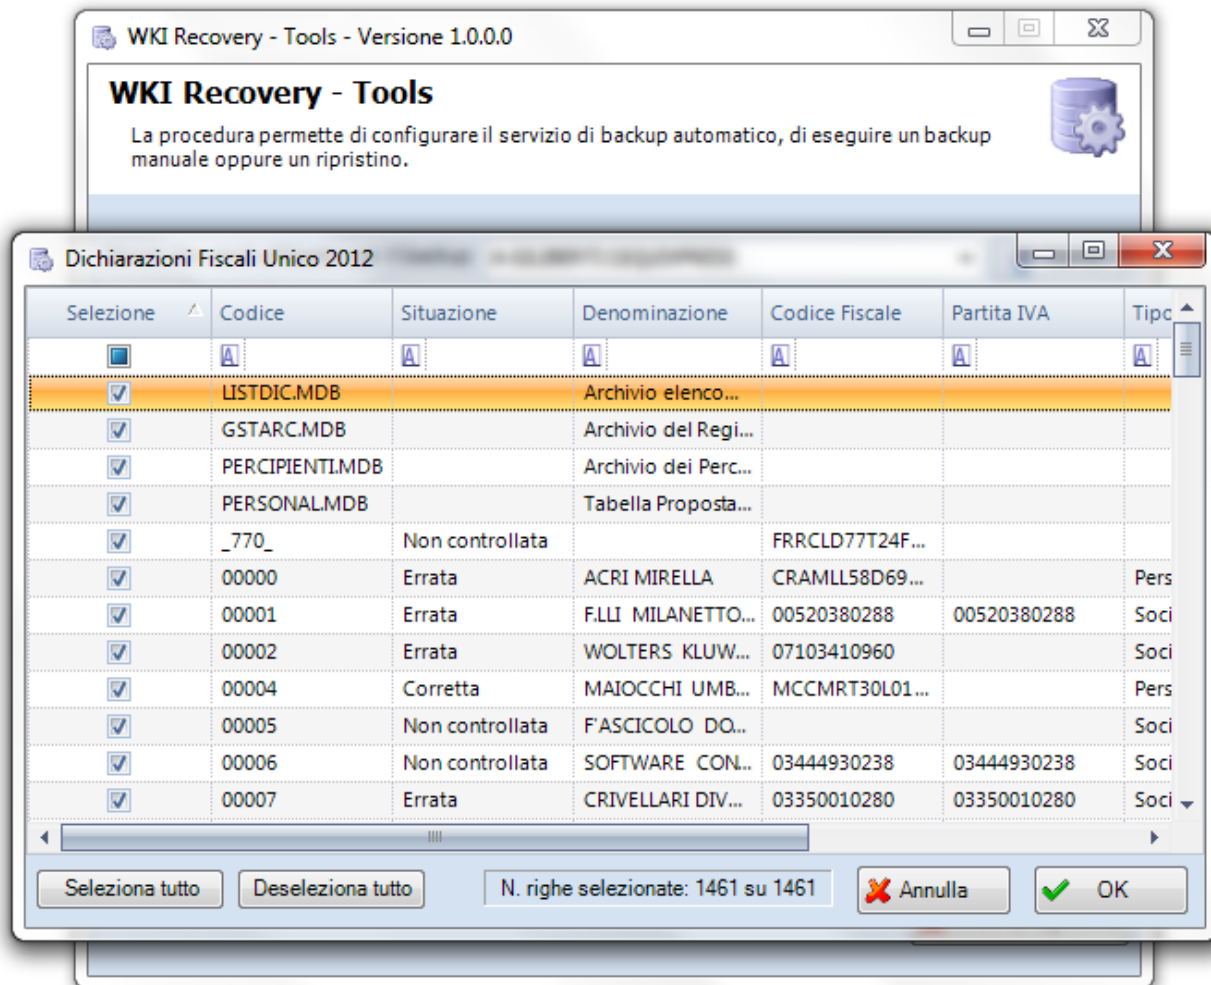 WKI Recovery - Tools - Versione 1.0.0.0
WKI Recovery - Tools
La procedura permette di configurare il servizio di backup automatico, di eseguire un backup
manuale oppure un ripristino.
Dichiarazioni Fiscali Unico 2012
Selezione Codice Situazione Denominazione Codice Fiscale Partita IVA Tipo
A A A A A A
LISTDIC.MDB Archivio elenco...
GSTARC.MDB Archivio del Regi...
PERCIPIENTI.MDB Archivio dei Perc...
PERSONAL.MDB Tabella Proposta...
_770_ Non controllata FRRCLD77T24F...
00000 Errata ACRI MIRELLA CRAMLL58D69... Pers
00001 Errata F.LLI MILANETTO... 00520380288 00520380288 Soci
00002 Errata WOLTERS KLUW... 07103410960 Soci
00004 Corretta MAIOCCHI UMB... MCCMRT30L01... Pers
00005 Non controllata F'ASCICOLO DO... Soci
00006 Non controllata SOFTWARE CON... 03444930238 03444930238 Soci
00007 Errata CRIVELLARI DIV... 03350010280 03350010280 Soci
Seleziona tutto Deseleziona tutto N. righe selezionate: 1461 su 1461 Annulla OK